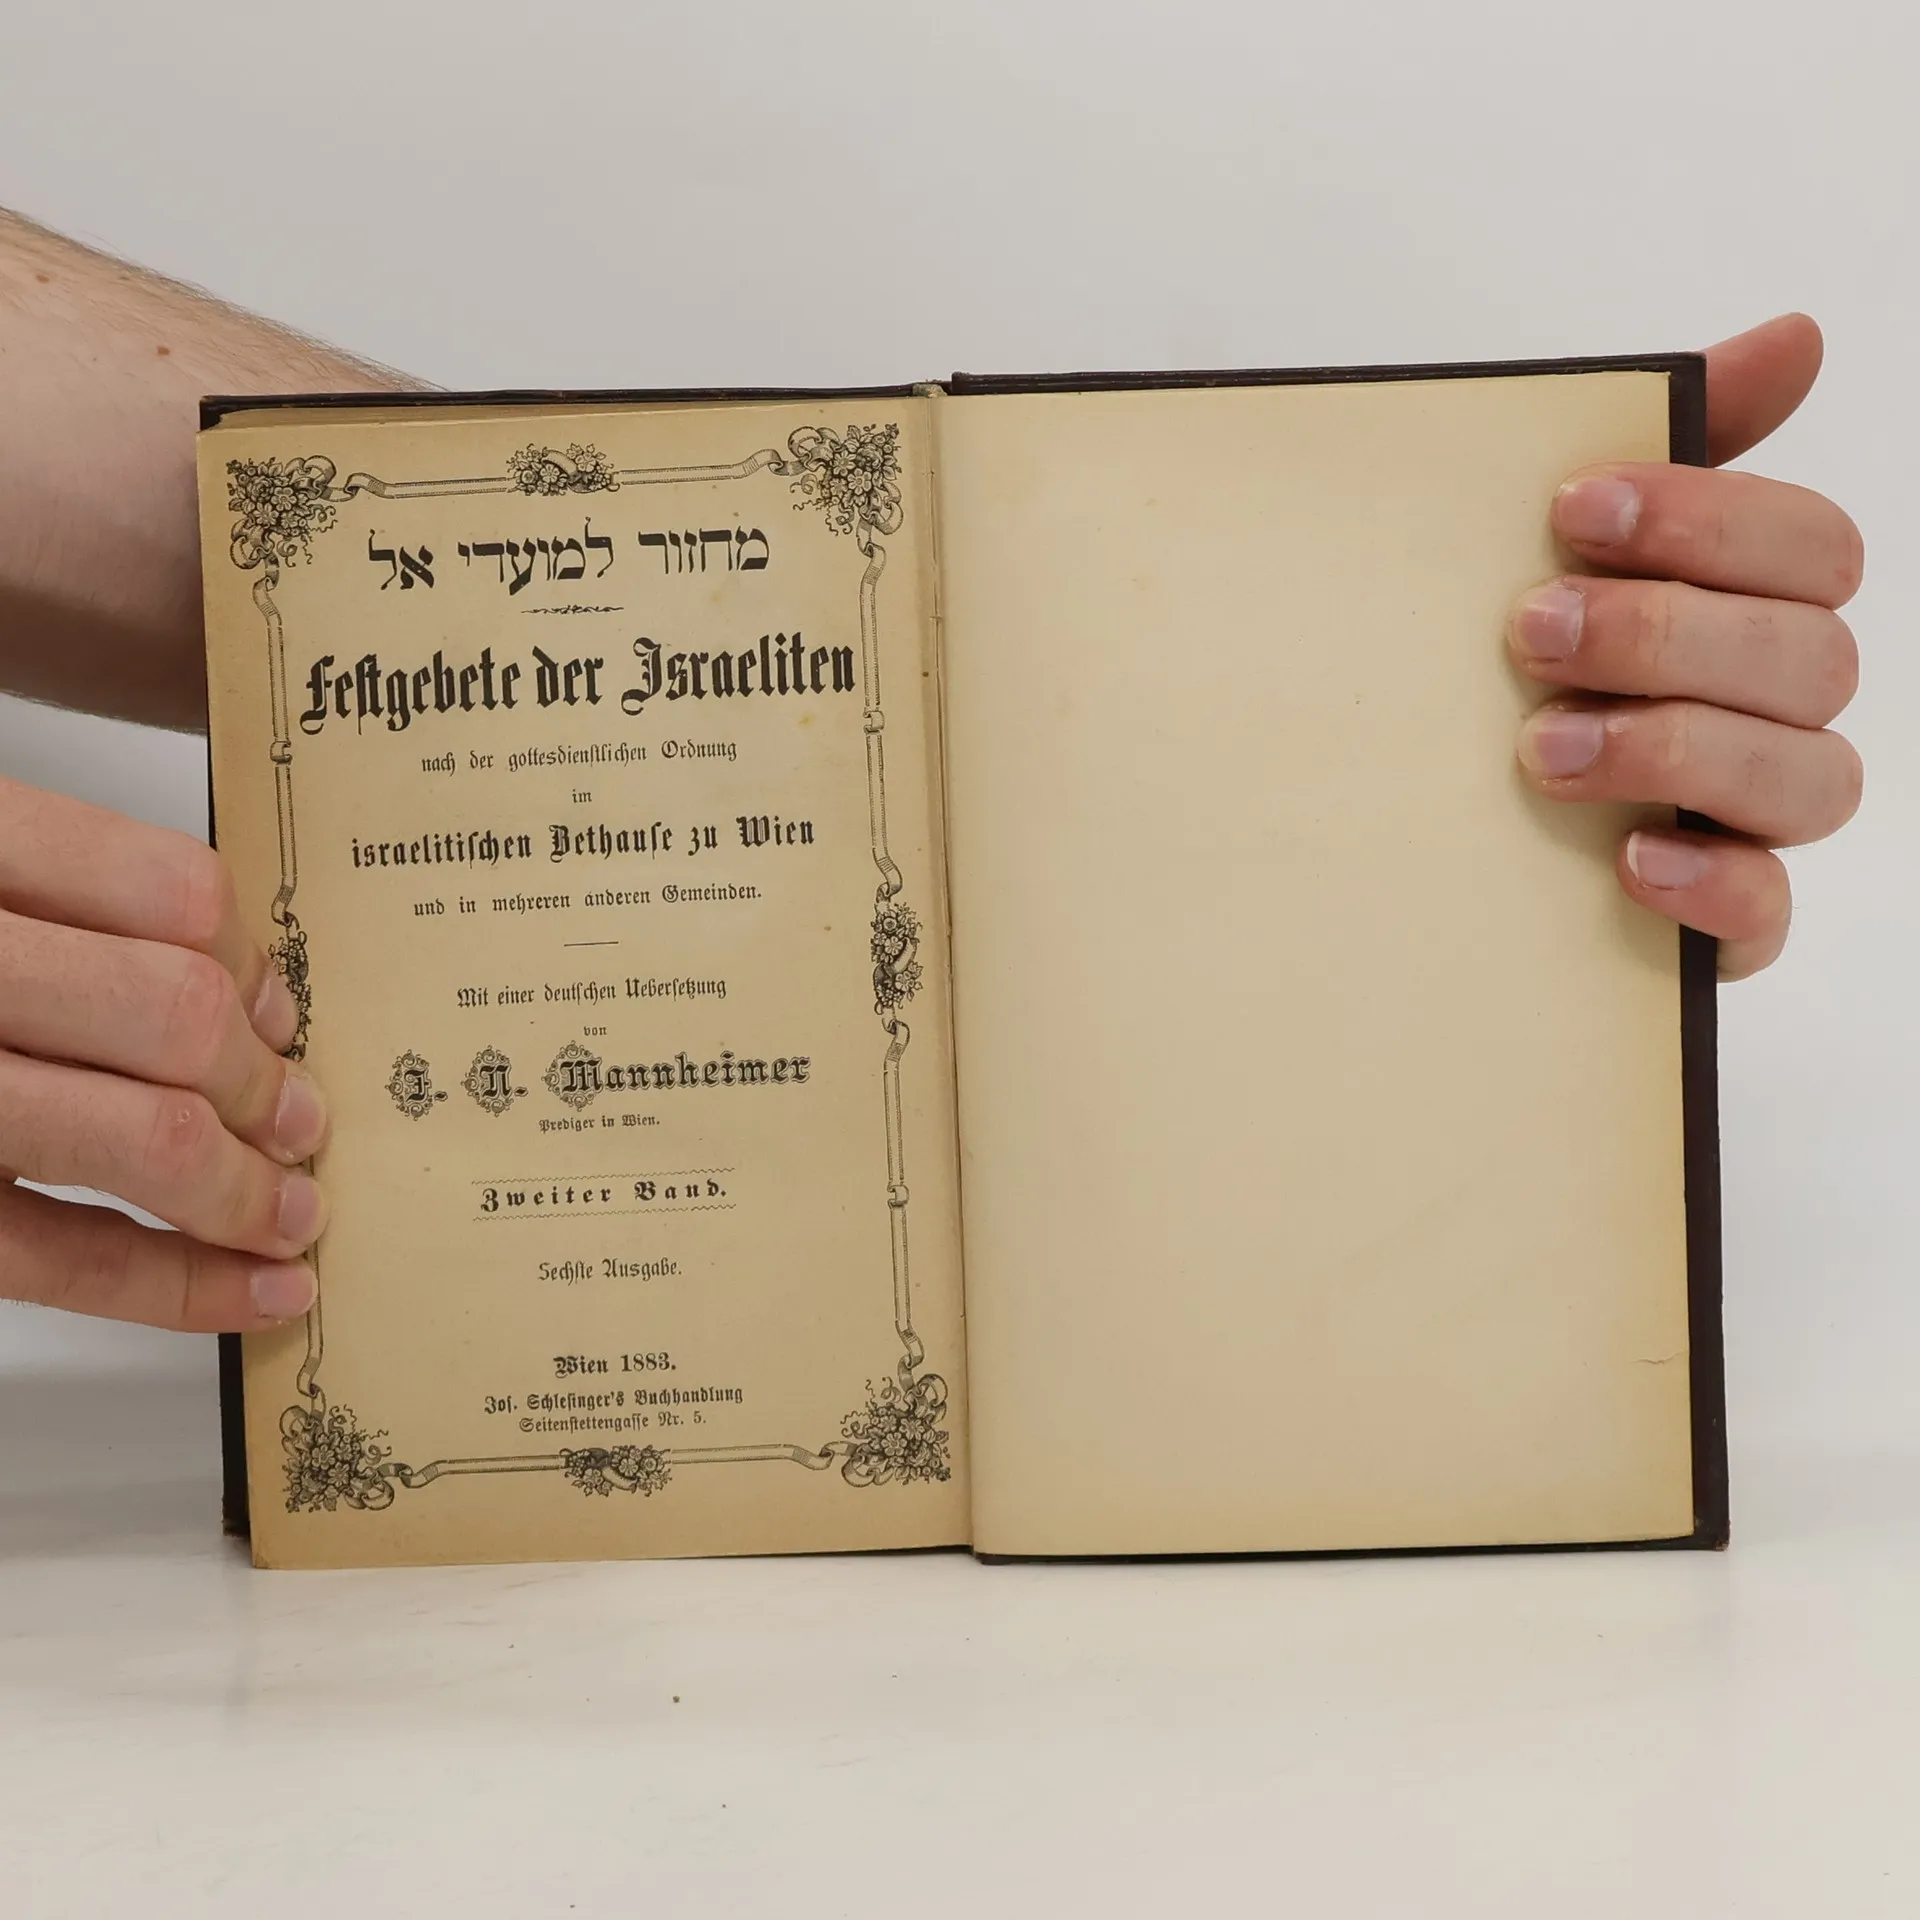 מחזור למועדי אל
Festgebete der Israeliten
nach der gottesdienstlichen Ordnung
im
israelitischen Bethause zu Wien
und in mehreren anderen Gemeinden.
Mit einer deutschen Uebersetzung
von
I. N. Mannheimer
Prediger in Wien.
Zweiter Band.
Sechste Ausgabe.
Wien 1883.
Jos. Schlesinger's Buchhandlung
Seitenstettengasse Nr. 5.